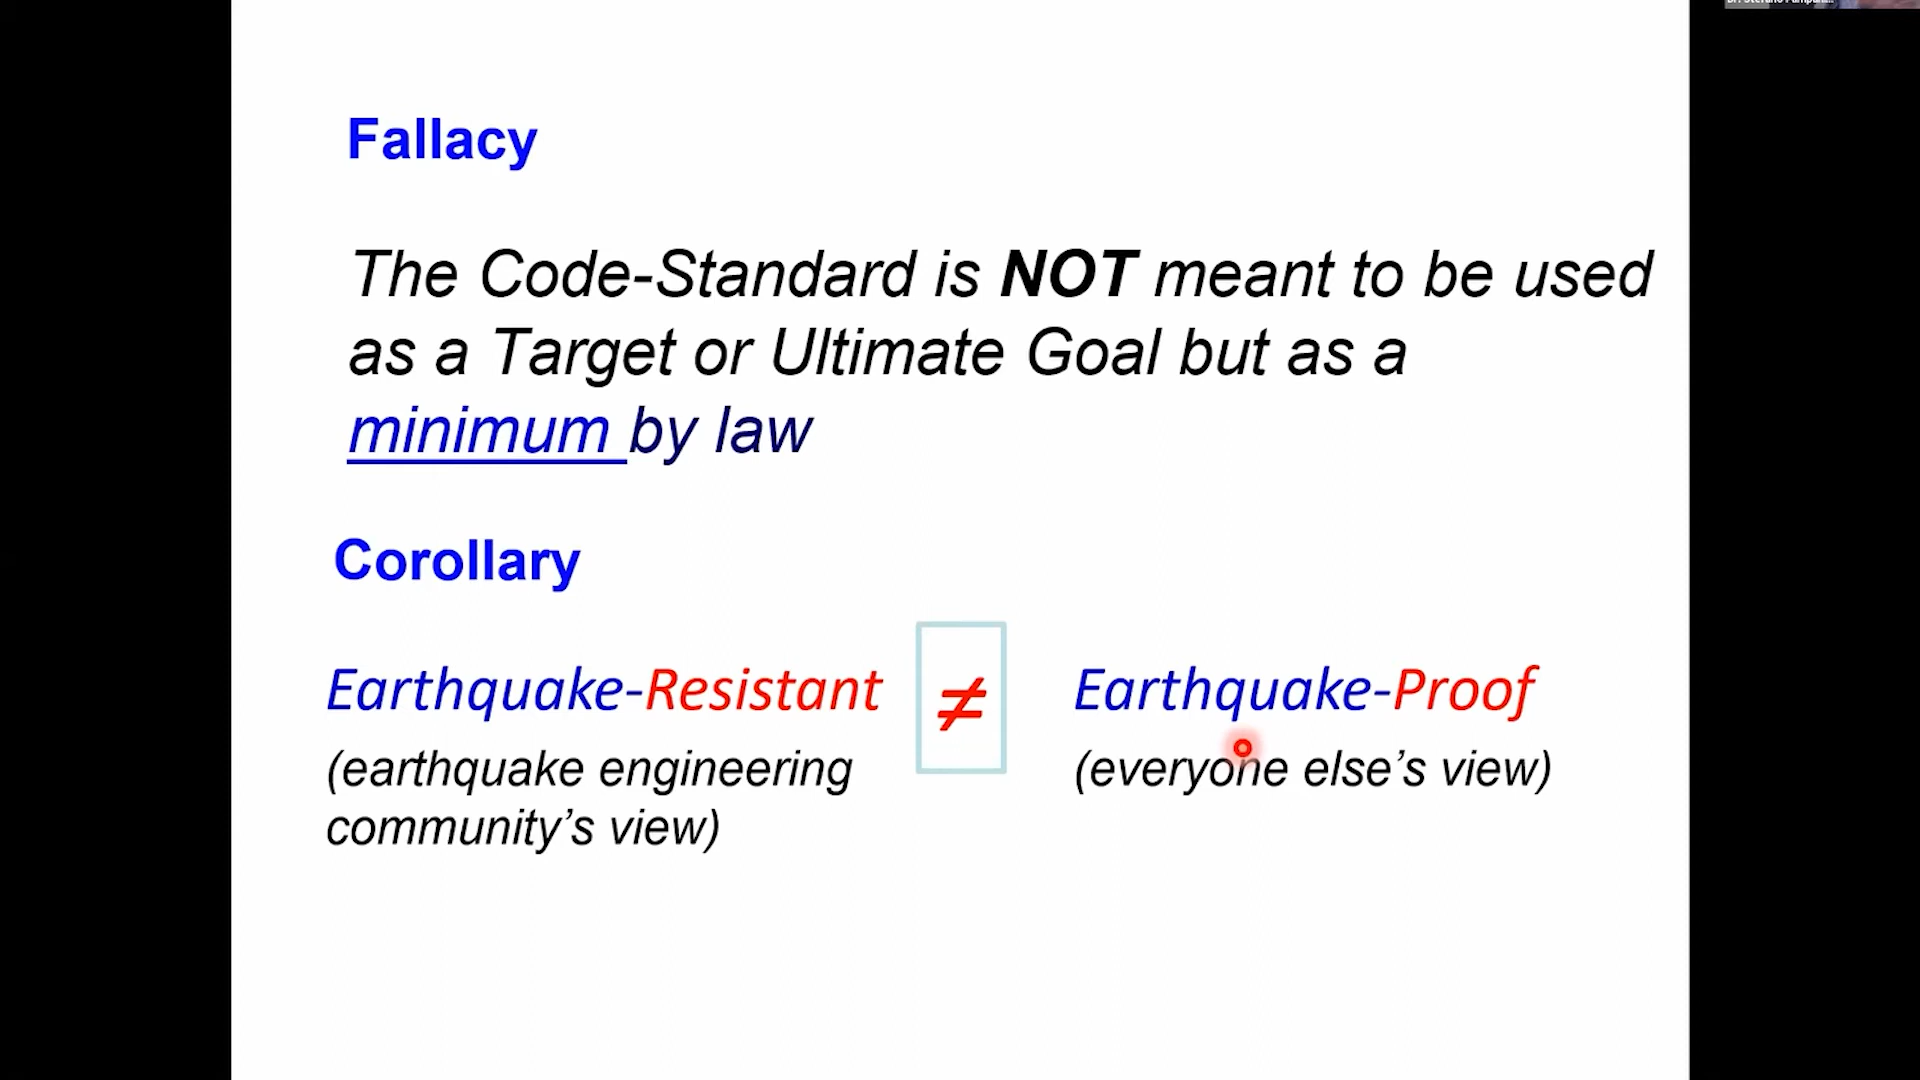 Fallacy
The Code-Standard is NOT meant to be used
as a Target or Ultimate Goal but as a
minimum by law
Corollary
Earthquake-Resistant ≠ Earthquake-Proof
(earthquake engineering (everyone else’s view)
community’s view)